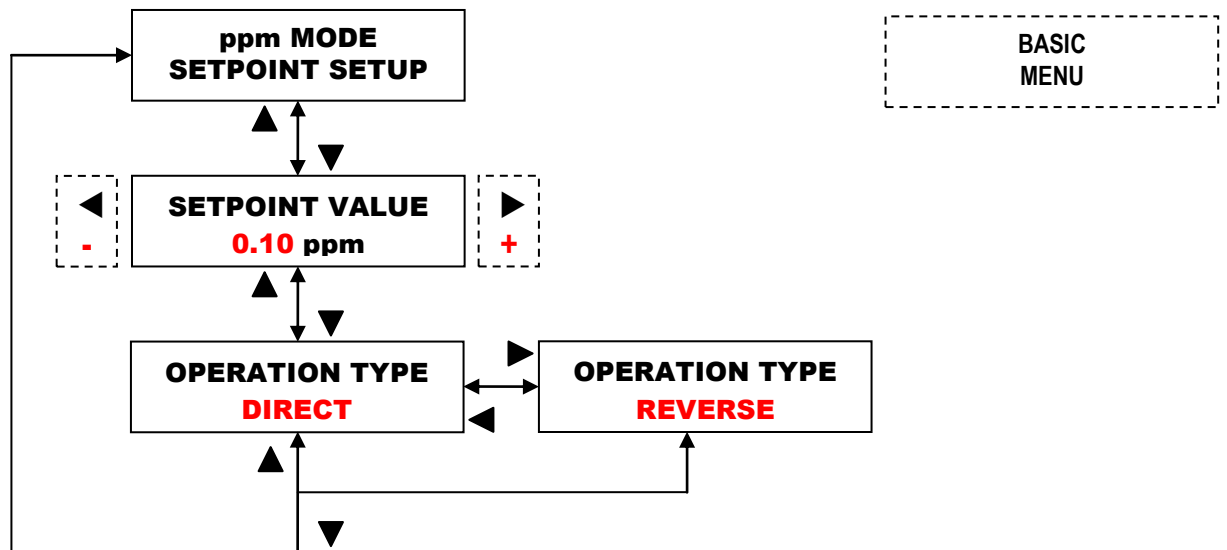 ppm MODE
SETPOINT SETUP
BASIC
MENU
SETPOINT VALUE
0.10 ppm
-
+
OPERATION TYPE
DIRECT
OPERATION TYPE
REVERSE